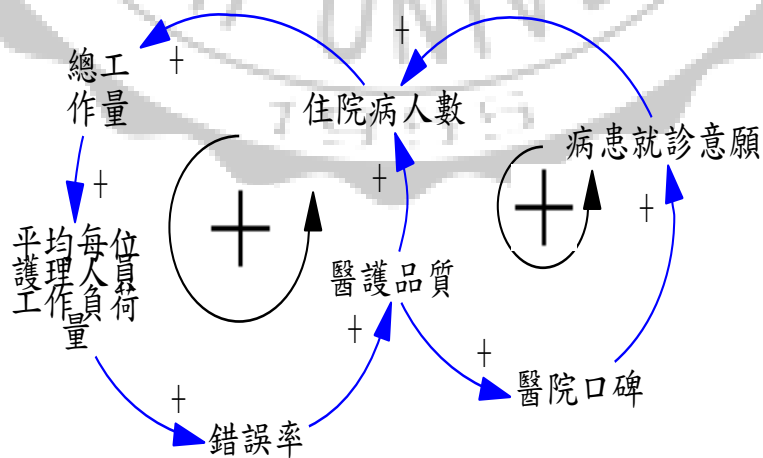 總工
作量
+
+
住院病人數
病患就診意願
+
+
+
+
+
平均每位
護理人員
工作負荷
量
醫護品質
+
+
醫院口碑
+
錯誤率